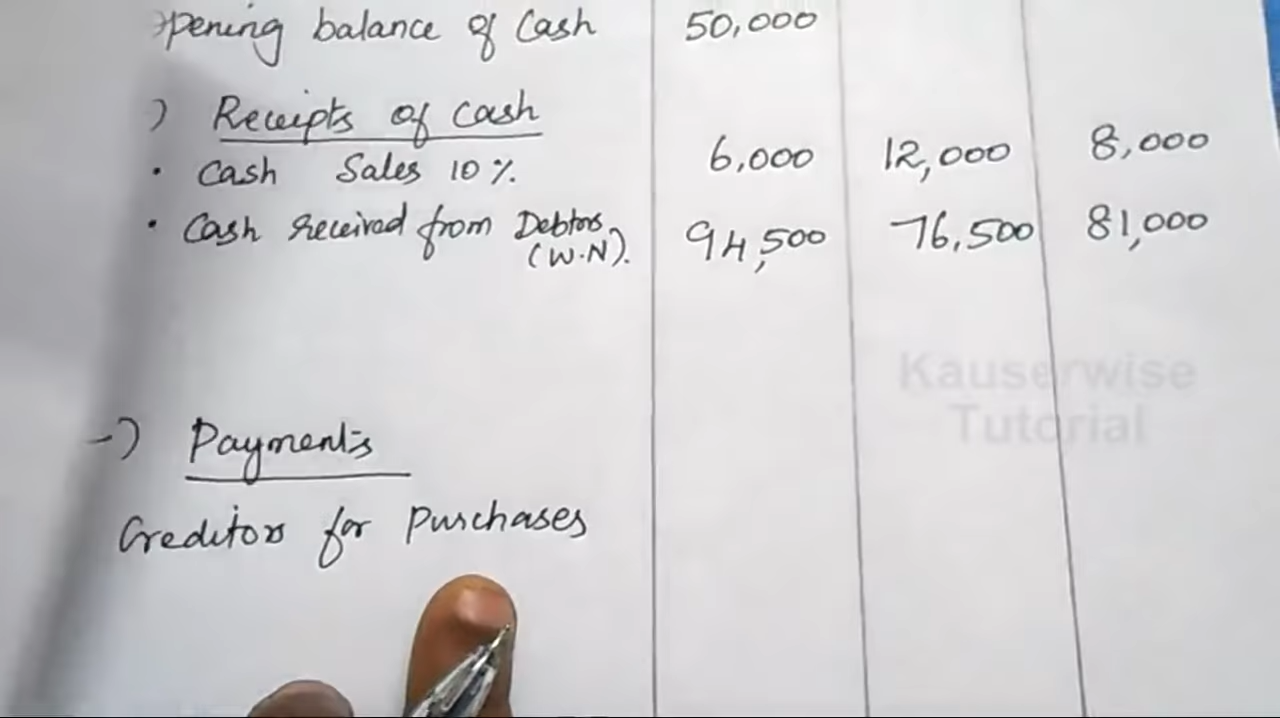 Opening balance of Cash 50,000
) Receipts of cash
• Cash Sales 10% 6,000 12,000 8,000
• Cash received from Debtors (W.N). 94,500 76,500 81,000
Kauserwise
Tutorial
-) Payments
Creditors for Purchases